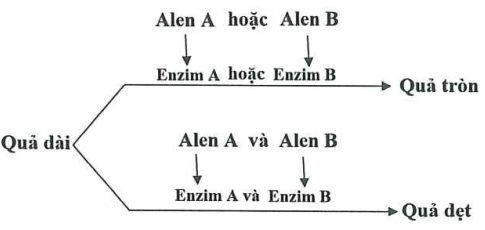 Alen A hoặc Alen B
Enzim A hoặc Enzim B
Quả tròn
Quả dài
Alen A và Alen B
Enzim A và Enzim B
Quả dẹt